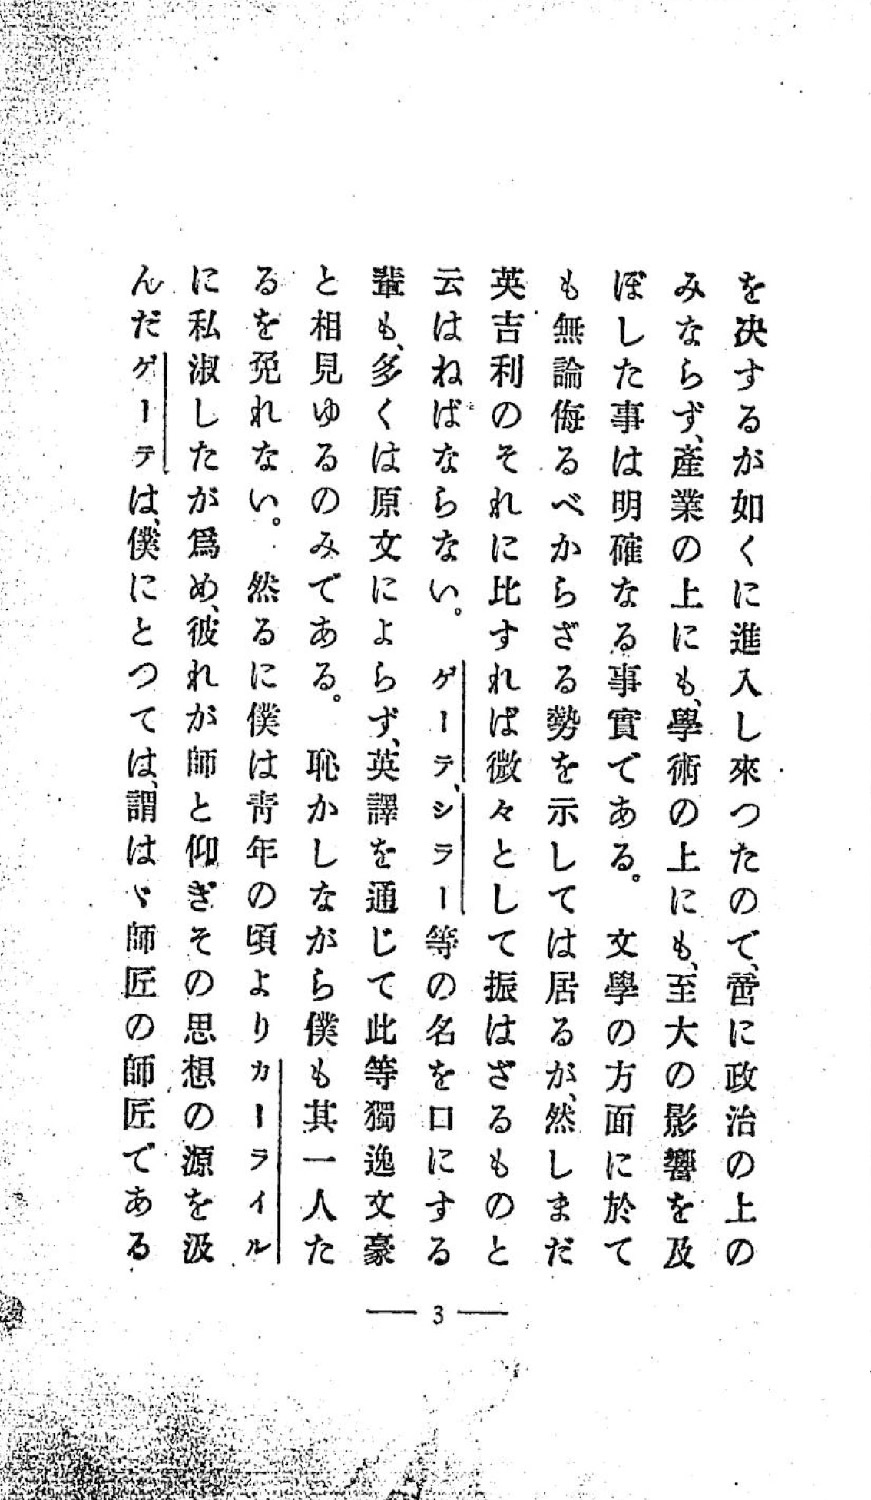 を决するが如くに進入し來つたので、啻に政治の上の
みならず、産業の上にも、學術の上にも、至大の影響を及
ぼした事は明確なる事實である。文學の方面に於て
も無論侮るべからざる勢を示しては居るが、然しまだ
英吉利のそれに比すれば微々として振はざるものと
云はねばならない。ゲーテ、シラー等の名を口にする
輩も、多くは原文によらず、英譯を通じて此等獨逸文豪
と相見ゆるのみである。恥かしながら僕も其一人た
るを免れない。然るに僕は靑年の頃よりカーライル
に私淑したが爲め、彼れが師と仰ぎその思想の源を汲
んだゲーテは、僕にとつては、謂はゞ師匠の師匠である
— 3 —